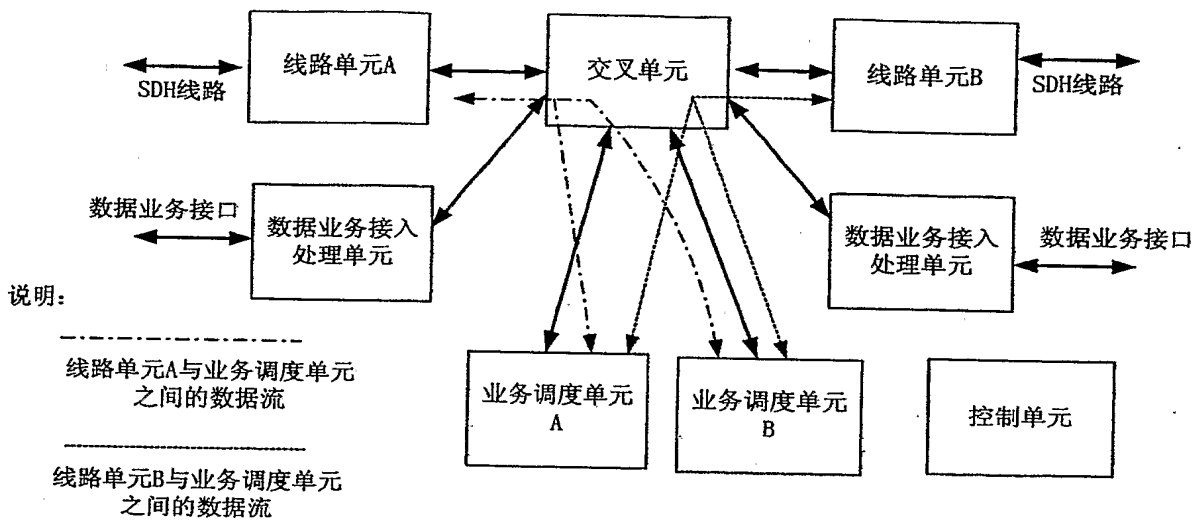 线路单元A
交叉单元
线路单元B
SDH线路
SDH线路
数据业务接口
数据业务接入
处理单元
数据业务接入
处理单元
数据业务接口
说明：
线路单元A与业务调度单元
之间的数据流
线路单元B与业务调度单元
之间的数据流
业务调度单元
A
业务调度单元
B
控制单元